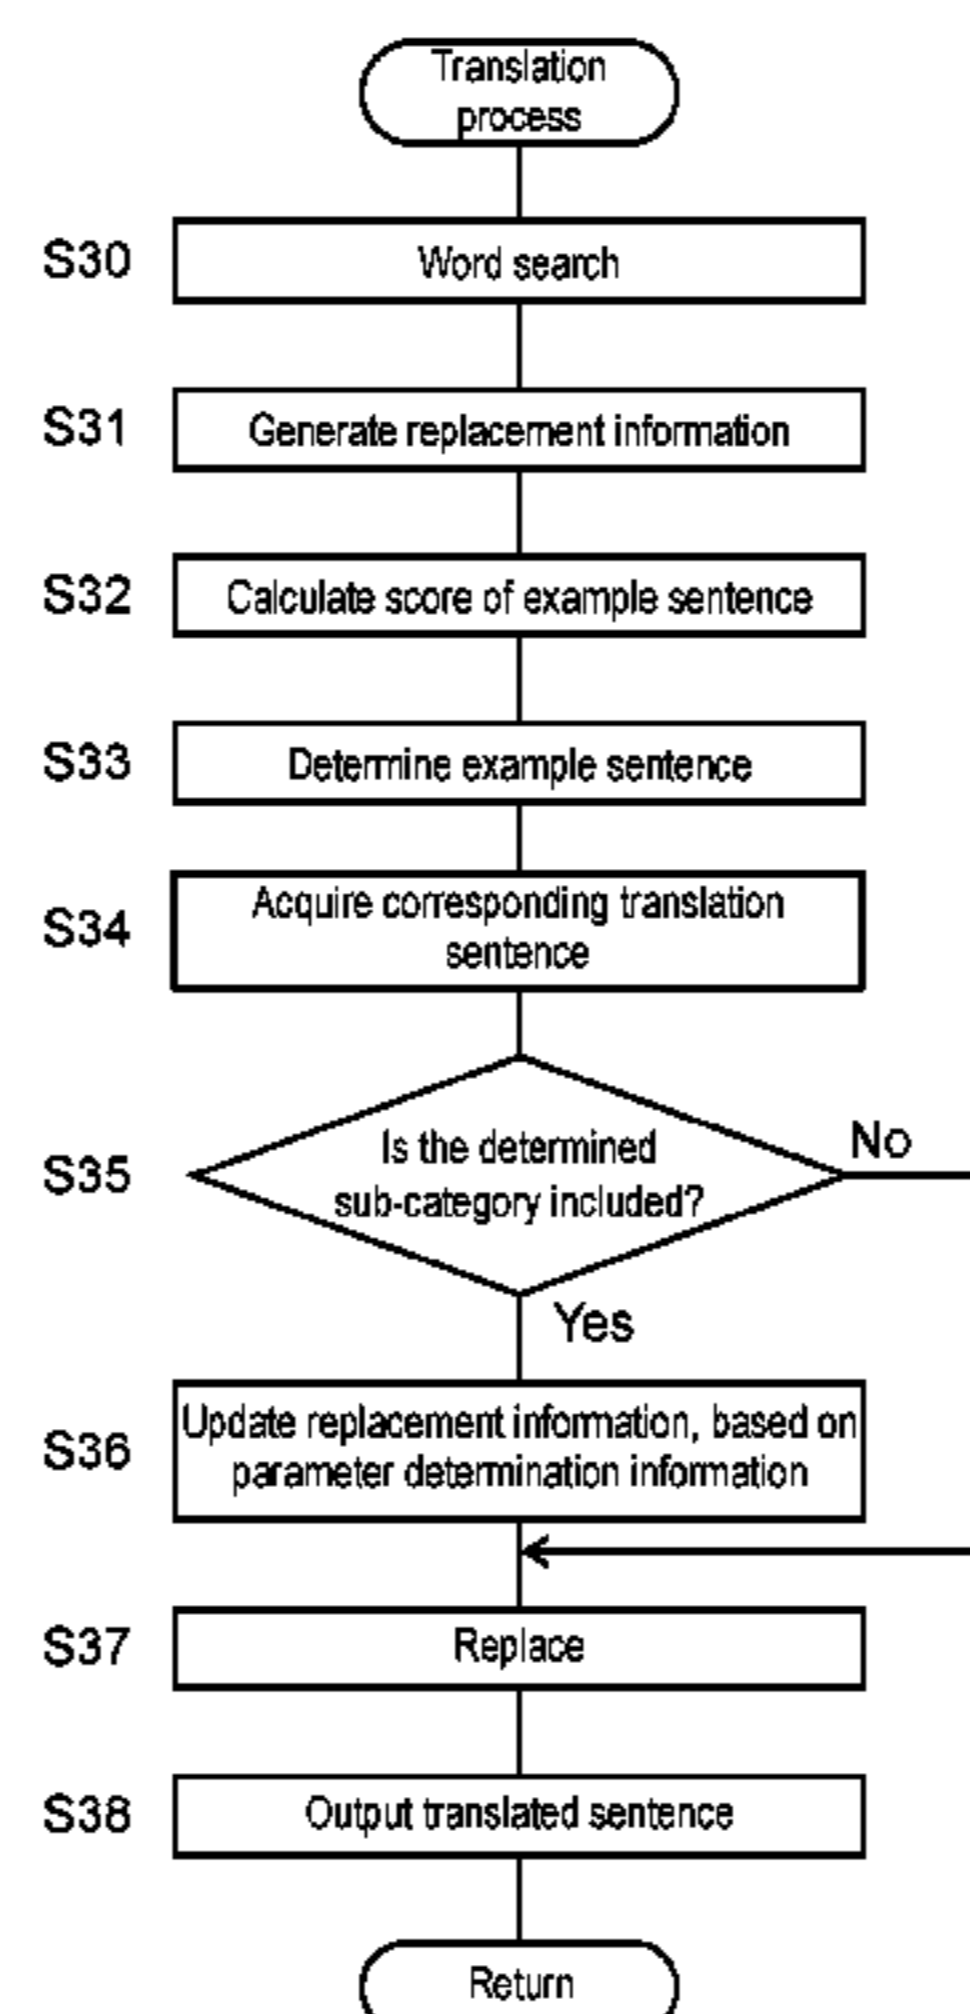 Translation
process
S30
Word search
S31
Generate replacement information
S32
Calculate score of example sentence
S33
Determine example sentence
S34
Acquire corresponding translation
sentence
S35
Is the determined
sub-category included?
No
Yes
S36
Update replacement information, based on
parameter determination information
S37
Replace
S38
Output translated sentence
Return